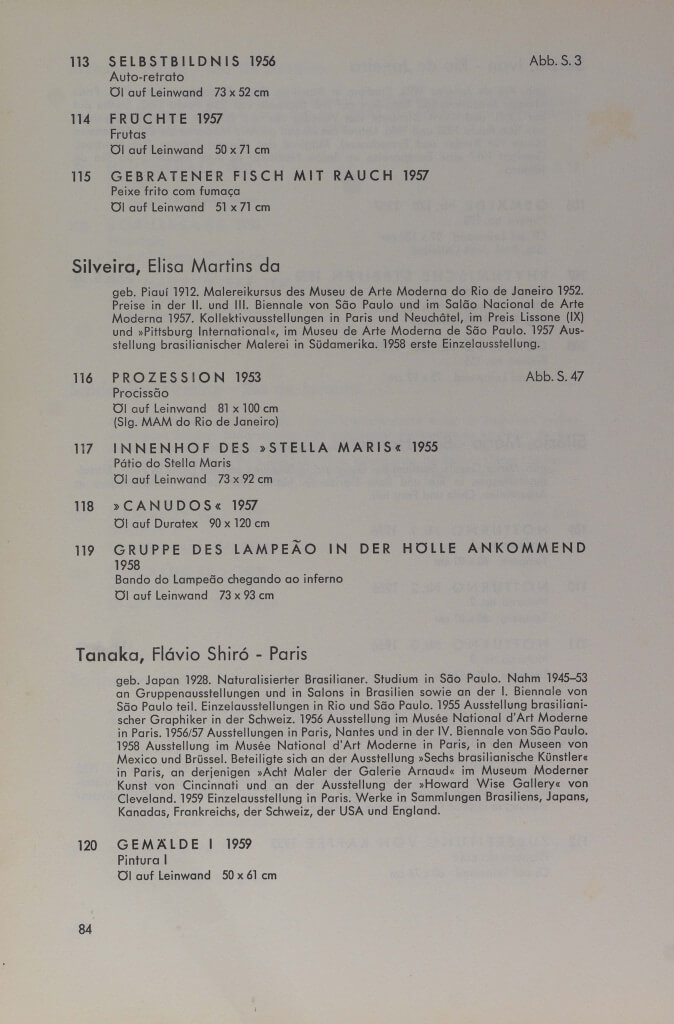 113 SELBSTBILDNIS 1956 Abb. S. 3
Auto-retrato
Öl auf Leinwand 73 x 52 cm
114 FRÜCHTE 1957
Frutas
Öl auf Leinwand 50 x 71 cm
115 GEBRATENER FISCH MIT RAUCH 1957
Peixe frito com fumaça
Öl auf Leinwand 51 x 71 cm
Silveira, Elisa Martins da
geb. Piauí 1912. Malereikursus des Museu de Arte Moderna do Rio de Janeiro 1952.
Preise in der II. und III. Biennale von São Paulo und im Salão Nacional de Arte
Moderna 1957. Kollektivausstellungen in Paris und Neuchâtel, im Preis Lissone (IX)
und »Pittsburg International«, im Museu de Arte Moderna de São Paulo. 1957 Aus-
stellung brasilianischer Malerei in Südamerika. 1958 erste Einzelausstellung.
116 PROZESSION 1953 Abb. S. 47
Procissão
Öl auf Leinwand 81 x 100 cm
(Slg. MAM do Rio de Janeiro)
117 INNENHOF DES »STELLA MARIS« 1955
Pátio do Stella Maris
Öl auf Leinwand 73 x 92 cm
118 »CANUDOS« 1957
Öl auf Duratex 90 x 120 cm
119 GRUPPE DES LAMPEÃO IN DER HÖLLE ANKOMMEND
1958
Bando do Lampeão chegando ao inferno
Öl auf Leinwand 73 x 93 cm
Tanaka, Flávio Shiró - Paris
geb. Japan 1928. Naturalisierter Brasilianer. Studium in São Paulo. Nahm 1945–53
an Gruppenausstellungen und in Salons in Brasilien sowie an der I. Biennale von
São Paulo teil. Einzelausstellungen in Rio und São Paulo. 1955 Ausstellung brasiliani-
scher Graphiker in der Schweiz. 1956 Ausstellung im Musée National d'Art Moderne
in Paris. 1956/57 Ausstellungen in Paris, Nantes und in der IV. Biennale von São Paulo.
1958 Ausstellung im Musée National d'Art Moderne in Paris, in den Museen von
Mexico und Brüssel. Beteiligte sich an der Ausstellung »Sechs brasilianische Künstler«
in Paris, an derjenigen »Acht Maler der Galerie Arnaud« im Museum Moderner
Kunst von Cincinnati und an der Ausstellung der »Howard Wise Gallery« von
Cleveland. 1959 Einzelausstellung in Paris. Werke in Sammlungen Brasiliens, Japans,
Kanadas, Frankreichs, der Schweiz, der USA und England.
120 GEMÄLDE I 1959
Pintura I
Öl auf Leinwand 50 x 61 cm
84